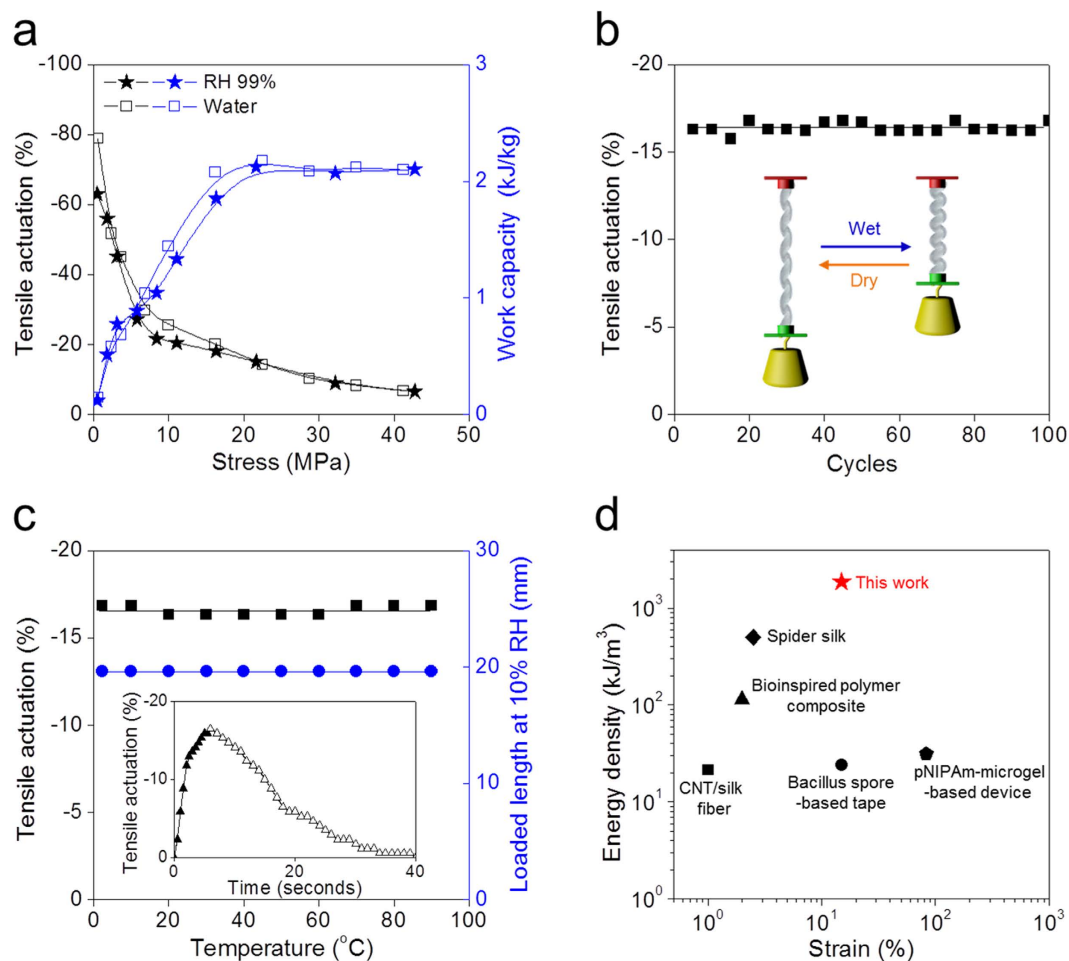 a
-100
-80
-60
-40
-20
0
Tensile actuation (%)
RH 99%
Water
3
2
1
0
Work capacity (kJ/kg)
0 10 20 30 40 50
Stress (MPa)
b
-20
-15
-10
-5
0
Tensile actuation (%)
Wet
Dry
0 20 40 60 80 100
Cycles
c
-20
-15
-10
-5
0
Tensile actuation (%)
30
20
10
0
Loaded length at 10% RH (mm)
-20
-10
0
Tensile actuation (%)
0 20 40
Time (seconds)
0 20 40 60 80 100
Temperature (°C)
d
10³
10²
10¹
10⁰
Energy density (kJ/m³)
This work
Spider silk
Bioinspired polymer
composite
CNT/silk
fiber
Bacillus spore
-based tape
pNIPAm-microgel
-based device
10⁰ 10¹ 10² 10³
Strain (%)